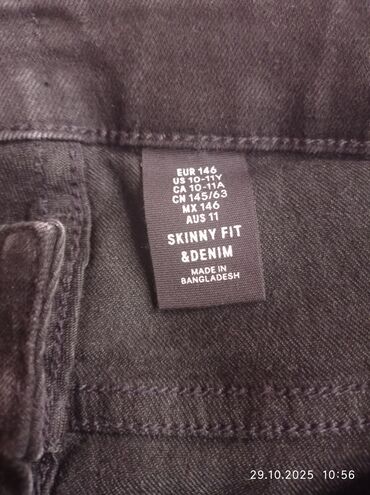 EUR 146
US 10-11Y
CA 10-11A
CN 145/63
MX 146
AUS 11
SKINNY FIT
&DENIM
MADE IN
BANGLADESH
29.10.2025 10:56